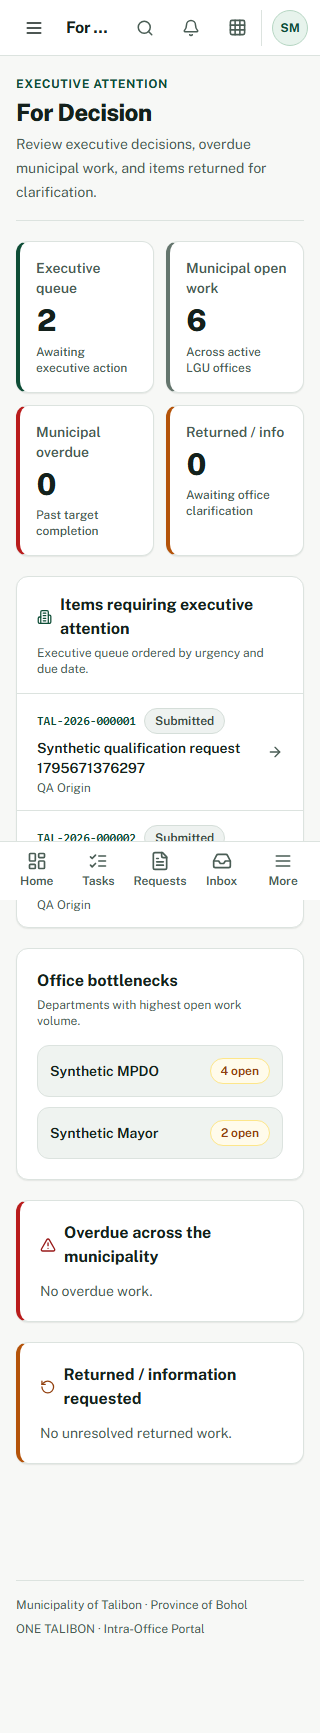 For ...
SM
EXECUTIVE ATTENTION
For Decision
Review executive decisions, overdue
municipal work, and items returned for
clarification.
Executive
queue
2
Awaiting
executive action
Municipal open
work
6
Across active
LGU offices
Municipal
overdue
0
Past target
completion
Returned / info
0
Awaiting office
clarification
Items requiring executive
attention
Executive queue ordered by urgency and
due date.
TAL-2026-000001 Submitted
Synthetic qualification request
1795671376297
QA Origin
TAL-2026-000002 Submitted
Home Tasks Requests Inbox More
QA Origin
Office bottlenecks
Departments with highest open work
volume.
Synthetic MPDO 4 open
Synthetic Mayor 2 open
Overdue across the
municipality
No overdue work.
Returned / information
requested
No unresolved returned work.
Municipality of Talibon · Province of Bohol
ONE TALIBON · Intra-Office Portal